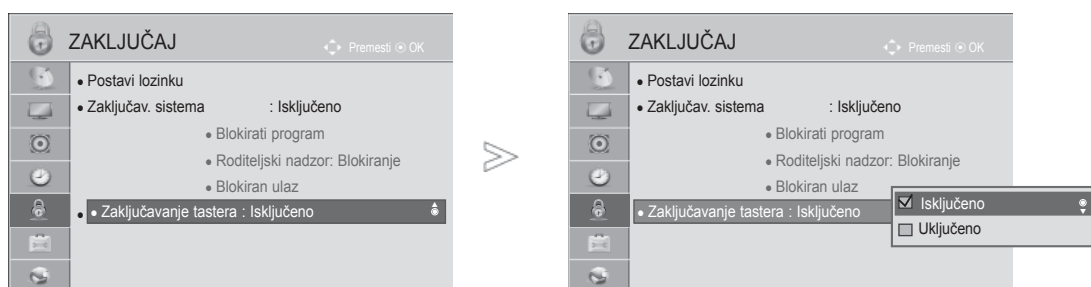 ZAKLJUČAJ
Premesti OK
• Postavi lozinku
• Zaključav. sistema : Isključeno
• Blokirati program
• Roditeljski nadzor: Blokiranje
• Blokiran ulaz
• • Zaključavanje tastera : Isključeno
ZAKLJUČAJ
Premesti OK
• Postavi lozinku
• Zaključav. sistema : Isključeno
• Blokirati program
• Roditeljski nadzor: Blokiranje
• Blokiran ulaz
• Zaključavanje tastera : Isključeno
Isključeno
Uključeno